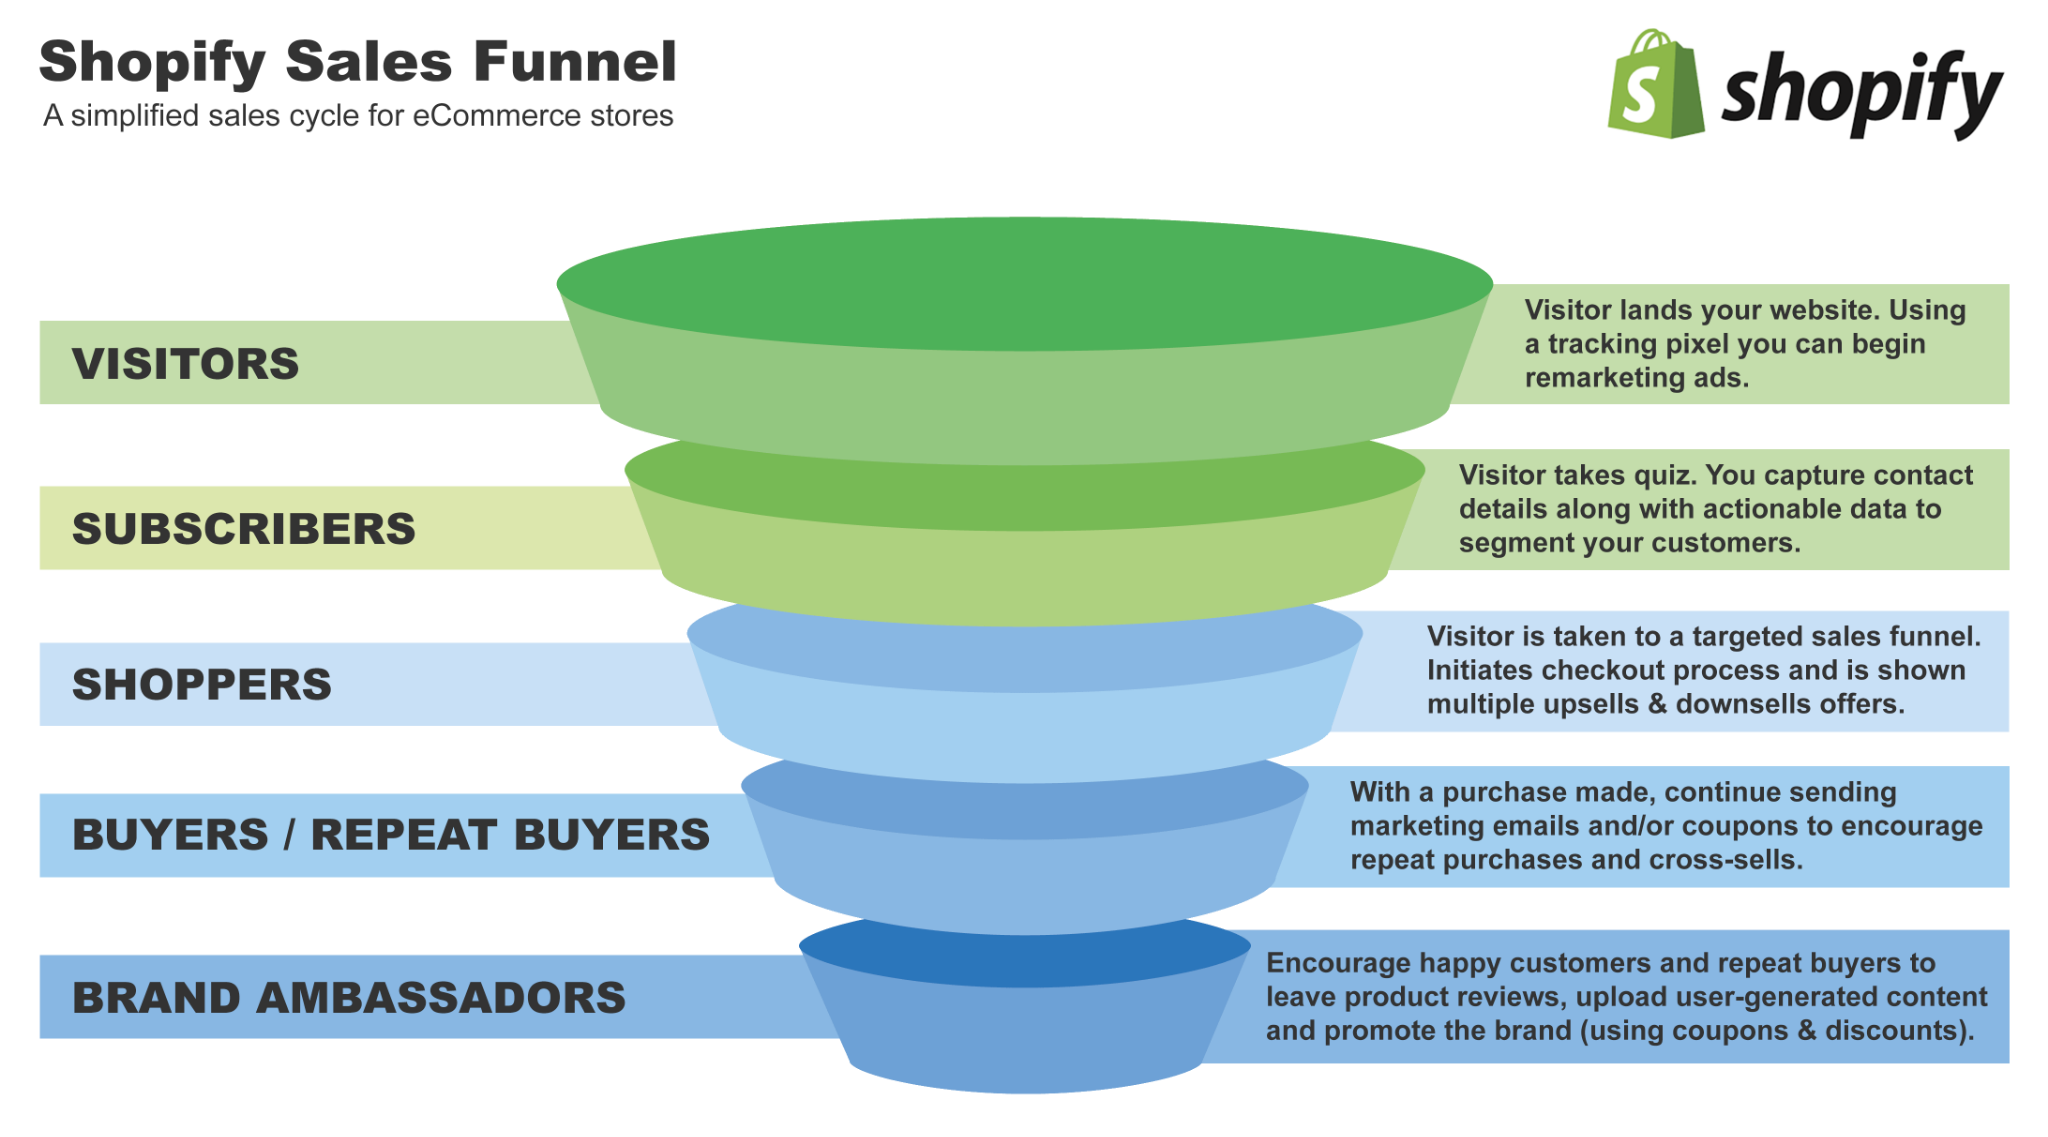 Shopify Sales Funnel
A simplified sales cycle for eCommerce stores
S shopify
VISITORS
Visitor lands your website. Using
a tracking pixel you can begin
remarketing ads.
SUBSCRIBERS
Visitor takes quiz. You capture contact
details along with actionable data to
segment your customers.
SHOPPERS
Visitor is taken to a targeted sales funnel.
Initiates checkout process and is shown
multiple upsells & downsells offers.
BUYERS / REPEAT BUYERS
With a purchase made, continue sending
marketing emails and/or coupons to encourage
repeat purchases and cross-sells.
BRAND AMBASSADORS
Encourage happy customers and repeat buyers to
leave product reviews, upload user-generated content
and promote the brand (using coupons & discounts).